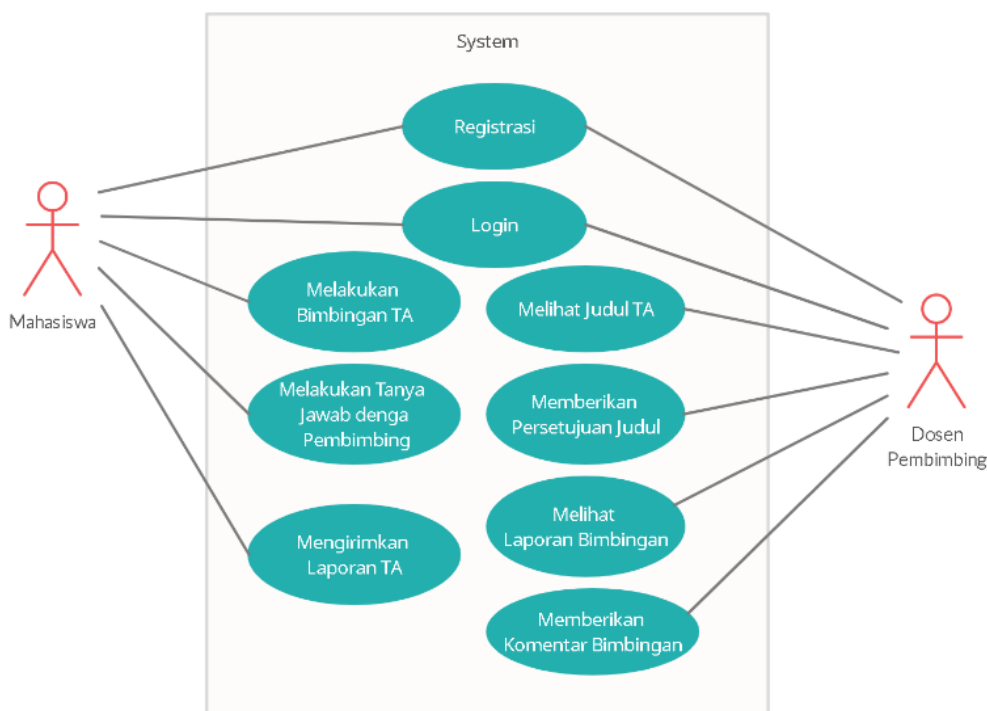 System
Registrasi
Login
Mahasiswa
Melakukan
Bimbingan TA
Melihat Judul TA
Melakukan Tanya
Jawab denga
Pembimbing
Memberikan
Persetujuan Judul
Dosen
Pembimbing
Mengirimkan
Laporan TA
Melihat
Laporan Bimbingan
Memberikan
Komentar Bimbingan